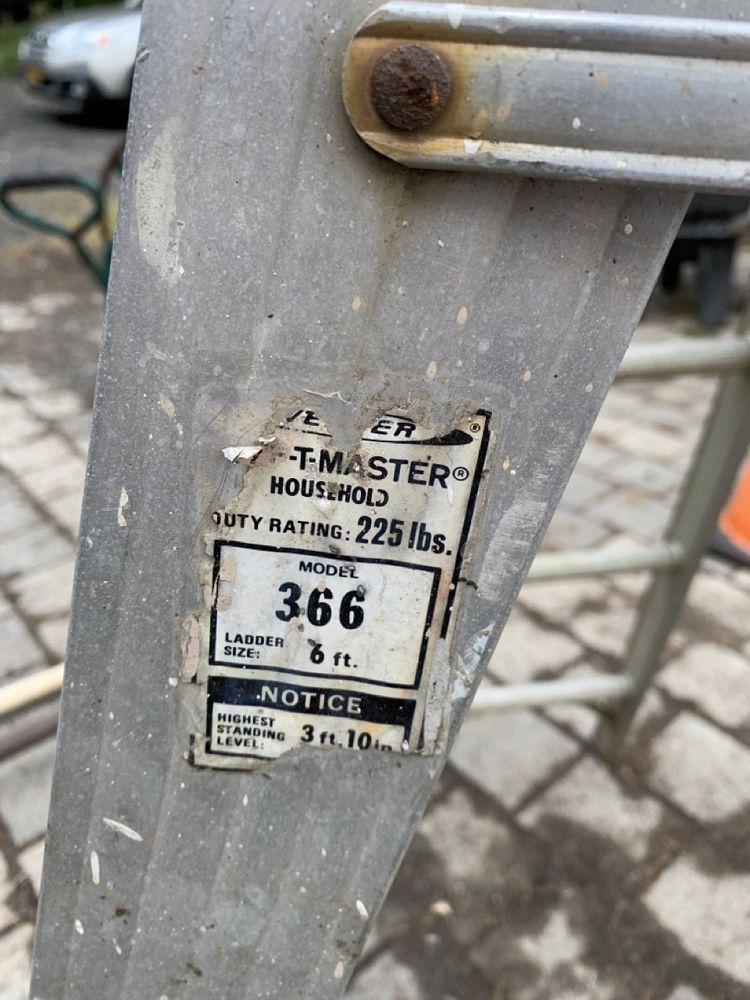 -T-MASTER®
HOUSEHOLD
DUTY RATING: 225 lbs.
MODEL
366
LADDER SIZE: 6 ft.
NOTICE
HIGHEST STANDING LEVEL: 3 ft. 10 in